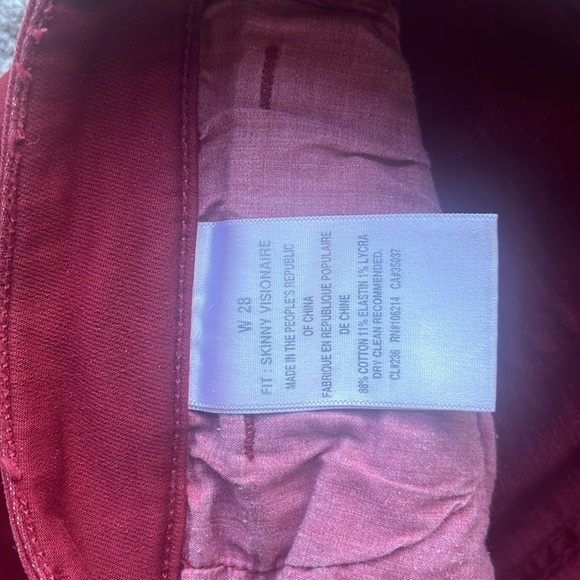 W 28
FIT : SKINNY VISIONAIRE
MADE IN THE PEOPLE'S REPUBLIC
OF CHINA
FABRIQUE EN REPUBLIQUE POPULAIRE
DE CHINE
88% COTTON 11% ELASTIN 1% LYCRA
DRY CLEAN RECOMMENDED.
CL#236 RN#106214 CA#35037